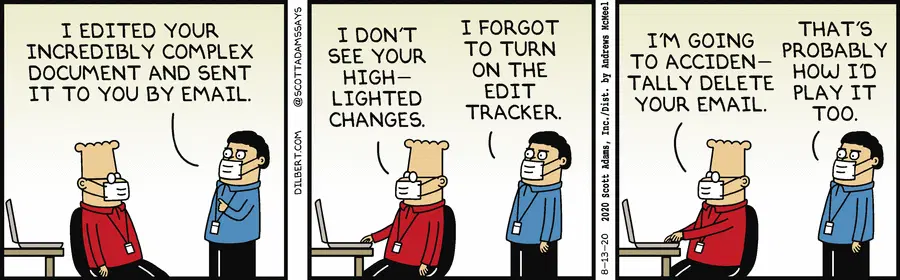 I EDITED YOUR
INCREDIBLY COMPLEX
DOCUMENT AND SENT
IT TO YOU BY EMAIL.
DILBERT.COM @SCOTTADAMSSAYS
I DON'T
SEE YOUR
HIGH—
LIGHTED
CHANGES.
I FORGOT
TO TURN
ON THE
EDIT
TRACKER.
8-13-20 2020 Scott Adams, Inc./Dist. by Andrews McMeel
I'M GOING
TO ACCIDEN—
TALLY DELETE
YOUR EMAIL.
THAT'S
PROBABLY
HOW I'D
PLAY IT
TOO.